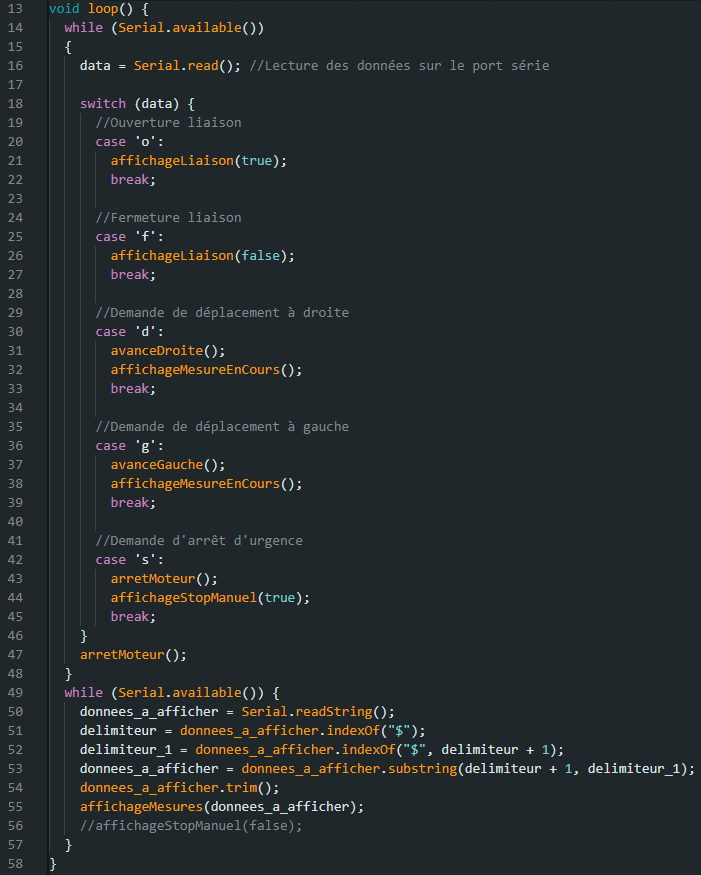 13 void loop() {
14   while (Serial.available())
15   {
16     data = Serial.read(); //Lecture des données sur le port série
17
18     switch (data) {
19       //Ouverture liaison
20       case 'o':
21         affichageLiaison(true);
22         break;
23
24       //Fermeture liaison
25       case 'f':
26         affichageLiaison(false);
27         break;
28
29       //Demande de déplacement à droite
30       case 'd':
31         avanceDroite();
32         affichageMesureEnCours();
33         break;
34
35       //Demande de déplacement à gauche
36       case 'g':
37         avanceGauche();
38         affichageMesureEnCours();
39         break;
40
41       //Demande d'arrêt d'urgence
42       case 's':
43         arretMoteur();
44         affichageStopManuel(true);
45         break;
46     }
47     arretMoteur();
48   }
49   while (Serial.available()) {
50     donnees_a_afficher = Serial.readString();
51     delimiteur = donnees_a_afficher.indexOf("$");
52     delimiteur_1 = donnees_a_afficher.indexOf("$", delimiteur + 1);
53     donnees_a_afficher = donnees_a_afficher.substring(delimiteur + 1, delimiteur_1);
54     donnees_a_afficher.trim();
55     affichageMesures(donnees_a_afficher);
56     //affichageStopManuel(false);
57   }
58 }